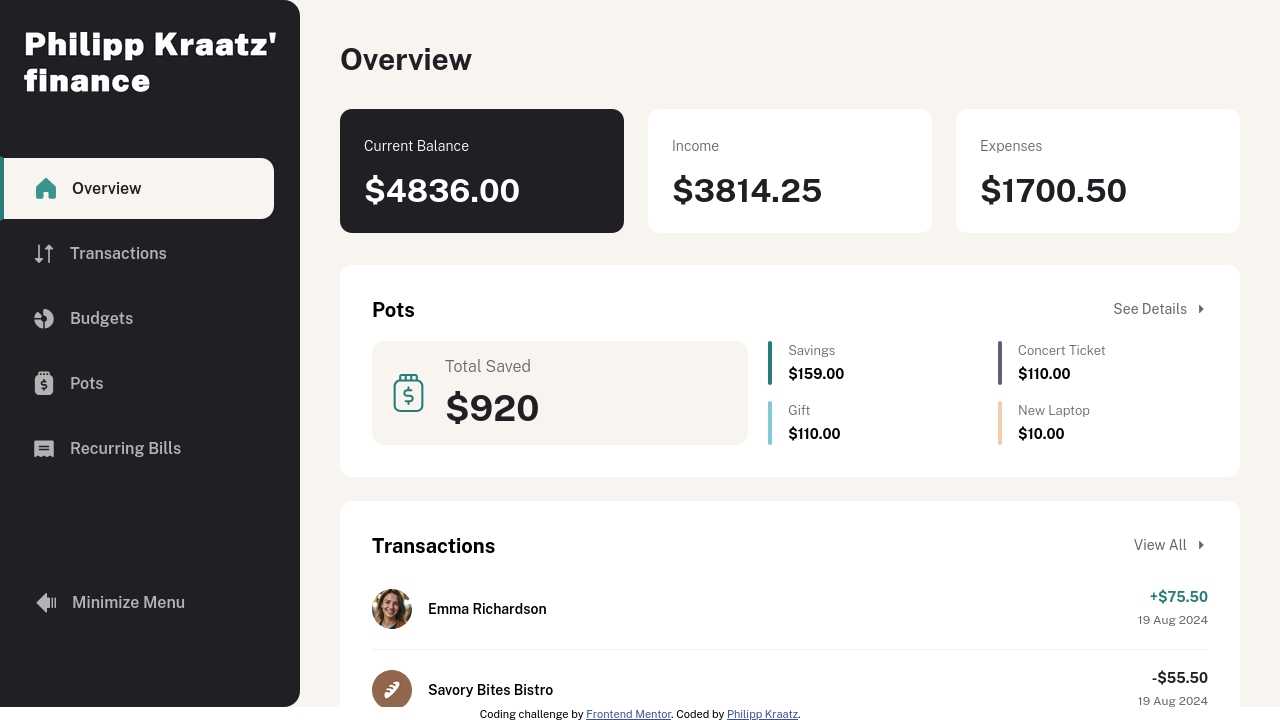 Philipp Kraatz'
finance
Overview
Transactions
Budgets
Pots
Recurring Bills
Minimize Menu
Overview
Current Balance
$4836.00
Income
$3814.25
Expenses
$1700.50
Pots
See Details
Total Saved
$920
Savings
$159.00
Concert Ticket
$110.00
Gift
$110.00
New Laptop
$10.00
Transactions
View All
Emma Richardson
+$75.50
19 Aug 2024
Savory Bites Bistro
-$55.50
19 Aug 2024
Coding challenge by Frontend Mentor. Coded by Philipp Kraatz.